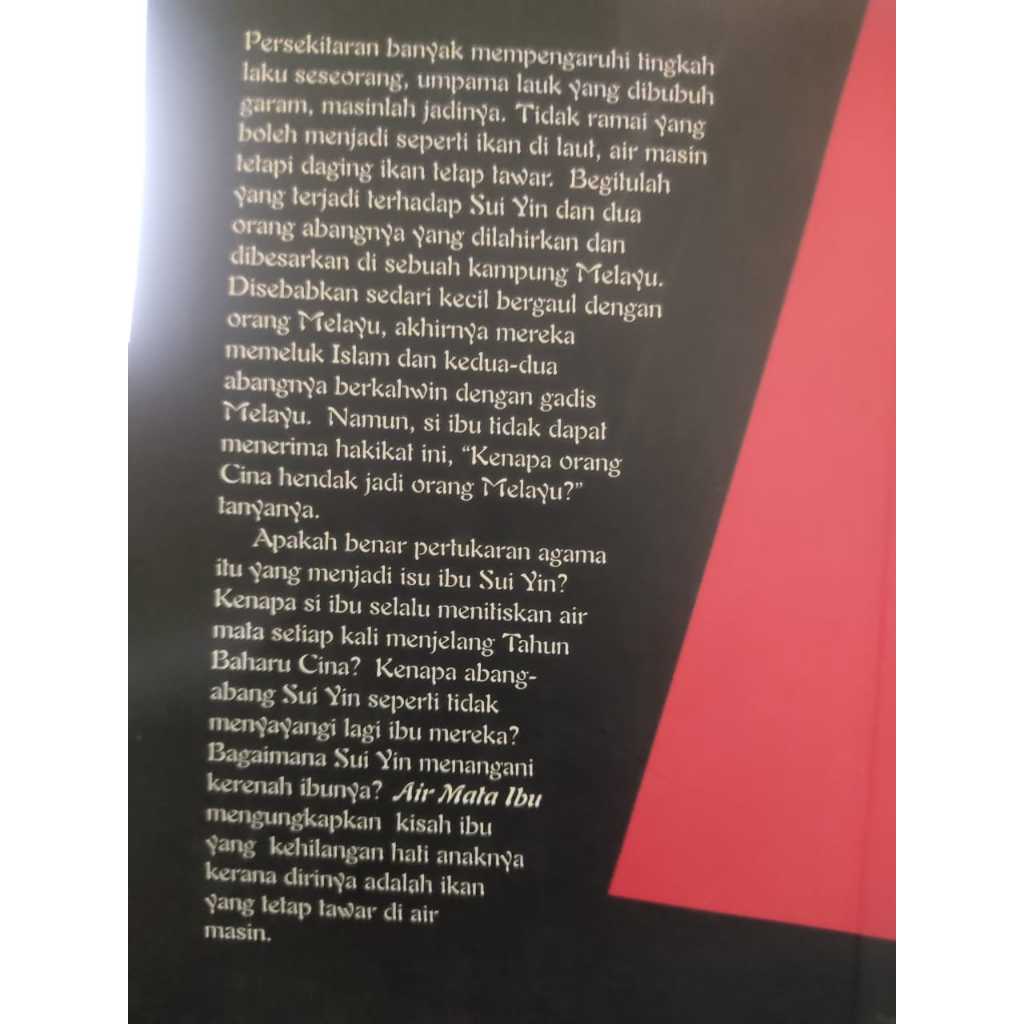 Persekitaran banyak mempengaruhi tingkah
laku seseorang, umpama lauk yang dibubuh
garam, masinlah jadinya. Tidak ramai yang
boleh menjadi seperti ikan di laut, air masin
tetapi daging ikan tetap tawar. Begitulah
yang terjadi terhadap Sui Yin dan dua
orang abangnya yang dilahirkan dan
dibesarkan di sebuah kampung Melayu.
Disebabkan sedari kecil bergaul dengan
orang Melayu, akhirnya mereka
memeluk Islam dan kedua-dua
abangnya berkahwin dengan gadis
Melayu. Namun, si ibu tidak dapat
menerima hakikat ini, “Kenapa orang
Cina hendak jadi orang Melayu?”
tanyanya.
Apakah benar pertukaran agama
itu yang menjadi isu ibu Sui Yin?
Kenapa si ibu selalu menitiskan air
mata setiap kali menjelang Tahun
Baharu Cina? Kenapa abang-
abang Sui Yin seperti tidak
menyayangi lagi ibu mereka?
Bagaimana Sui Yin menangani
kerenah ibunya? Air Mata Ibu
mengungkapkan kisah ibu
yang kehilangan hati anaknya
kerana dirinya adalah ikan
yang tetap tawar di air
masin.